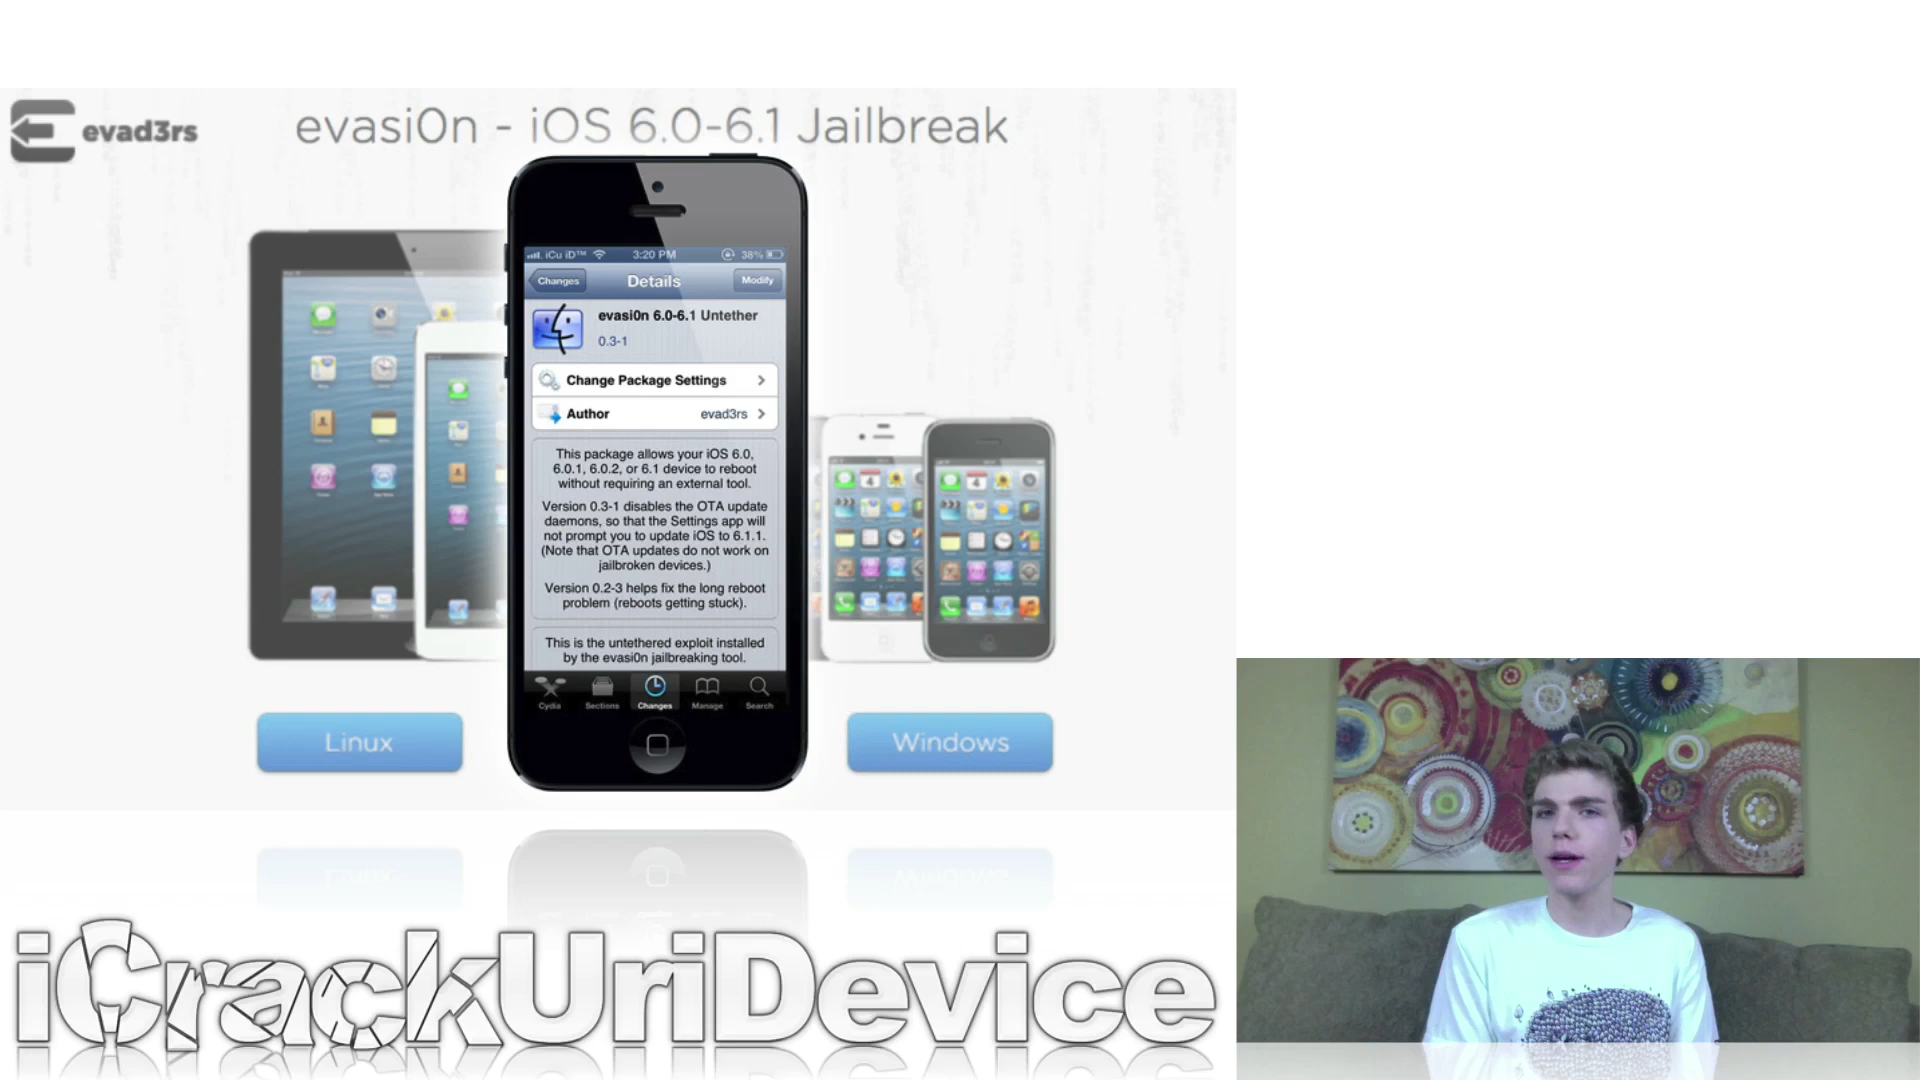 evad3rs
evasi0n - iOS 6.0-6.1 Jailbreak
iCu iD™ 3:20 PM 38%
Changes Details Modify
evasi0n 6.0-6.1 Untether
0.3-1
Change Package Settings
Author evad3rs
This package allows your iOS 6.0,
6.0.1, 6.0.2, or 6.1 device to reboot
without requiring an external tool.
Version 0.3-1 disables the OTA update
daemons, so that the Settings app will
not prompt you to update iOS to 6.1.1.
(Note that OTA updates do not work on
jailbroken devices.)
Version 0.2-3 helps fix the long reboot
problem (reboots getting stuck).
This is the untethered exploit installed
by the evasi0n jailbreaking tool.
Cydia Sections Changes Manage Search
Linux
Windows
iCrackUriDevice